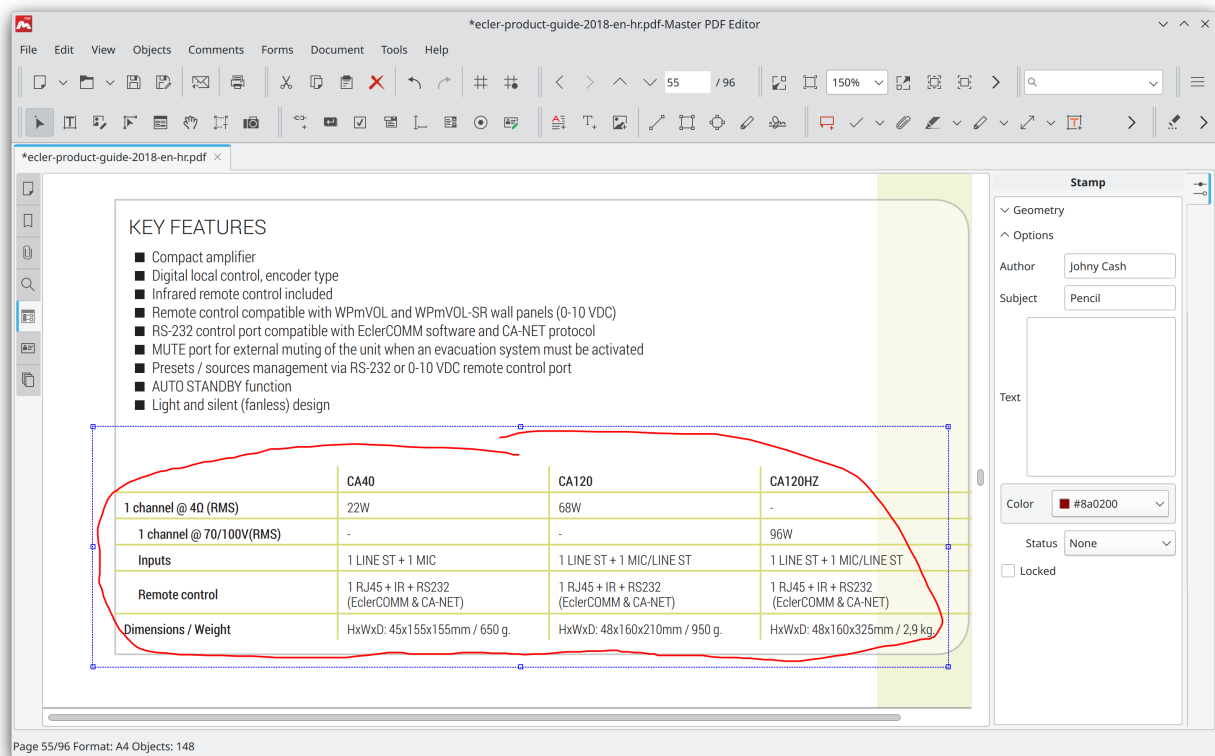 *ecler-product-guide-2018-en-hr.pdf-Master PDF Editor
File Edit View Objects Comments Forms Document Tools Help
55 / 96 150%
*ecler-product-guide-2018-en-hr.pdf
KEY FEATURES
Compact amplifier
Digital local control, encoder type
Infrared remote control included
Remote control compatible with WPmVOL and WPmVOL-SR wall panels (0-10 VDC)
RS-232 control port compatible with EclerCOMM software and CA-NET protocol
MUTE port for external muting of the unit when an evacuation system must be activated
Presets / sources management via RS-232 or 0-10 VDC remote control port
AUTO STANDBY function
Light and silent (fanless) design
CA40 CA120 CA120HZ
1 channel @ 4Ω (RMS) 22W 68W -
1 channel @ 70/100V(RMS) - - 96W
Inputs 1 LINE ST + 1 MIC 1 LINE ST + 1 MIC/LINE ST 1 LINE ST + 1 MIC/LINE ST
Remote control 1 RJ45 + IR + RS232 1 RJ45 + IR + RS232 1 RJ45 + IR + RS232
(EclerCOMM & CA-NET) (EclerCOMM & CA-NET) (EclerCOMM & CA-NET)
Dimensions / Weight HxWxD: 45x155x155mm / 650 g. HxWxD: 48x160x210mm / 950 g. HxWxD: 48x160x325mm / 2,9 kg.
Stamp
Geometry
Options
Author Johny Cash
Subject Pencil
Text
Color #8a0200
Status None
Locked
Page 55/96 Format: A4 Objects: 148